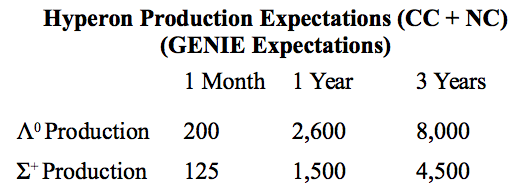 Hyperon Production Expectations (CC + NC)
(GENIE Expectations)
1 Month 1 Year 3 Years
Λ⁰ Production 200 2,600 8,000
Σ⁺ Production 125 1,500 4,500